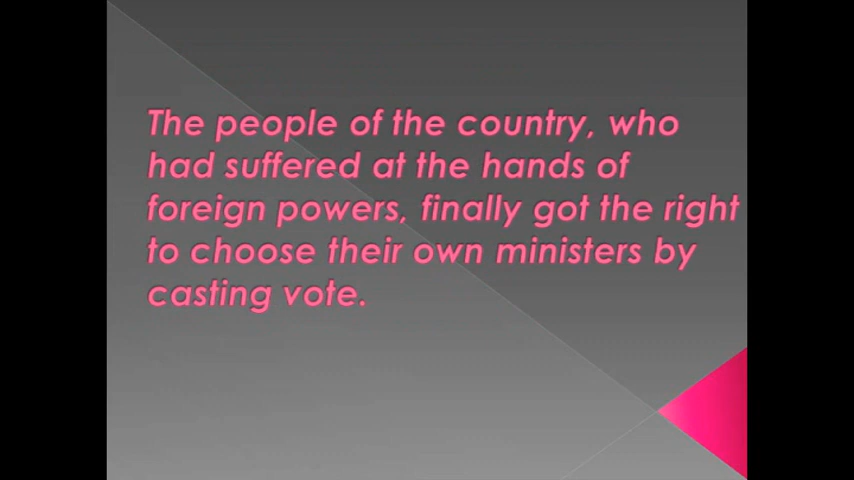 The people of the country, who
had suffered at the hands of
foreign powers, finally got the right
to choose their own ministers by
casting vote.